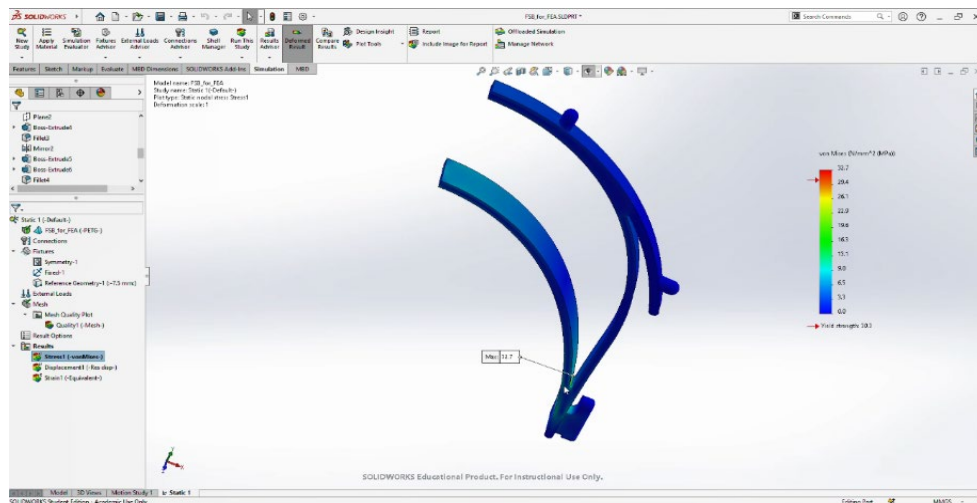 SOLIDWORKS
FSB_for_FEA.SLDPRT *
Search Commands
New Study
Apply Material
Simulation Evaluator
Fixtures Advisor
External Loads Advisor
Connections Advisor
Shell Manager
Run This Study
Results Advisor
Deformed Result
Compare Results
Design Insight
Plot Tools
Report
Include Image for Report
Offloaded Simulation
Manage Network
Features Sketch Markup Evaluate MBD Dimensions SOLIDWORKS Add-Ins Simulation MBD
Model name: FSB_for_FEA
Study name: Static 1(-Default-)
Plot type: Static nodal stress Stress1
Deformation scale: 1
Plane2
Boss-Extrude4
Fillet3
Mirror2
Boss-Extrude5
Boss-Extrude6
Fillet4
Static 1 (-Default-)
FSB_for_FEA (-PETG-)
Connections
Fixtures
Symmetry-1
Fixed-1
Reference Geometry-1 (:-7.5 mm:)
External Loads
Mesh
Mesh Quality Plot
Quality1 (-Mesh-)
Result Options
Results
Stress1 (-vonMises-)
Displacement1 (-Res disp-)
Strain1 (-Equivalent-)
von Mises (N/mm^2 (MPa))
32.7
29.4
26.1
22.9
19.6
16.3
13.1
9.8
6.5
3.3
0.0
Yield strength:
Max: 32.7
SOLIDWORKS Educational Product. For Instructional Use Only.
Model 3D Views Motion Study 1 Static 1
SOLIDWORKS Student Edition - Academic Use Only
Editing Part
MMGS